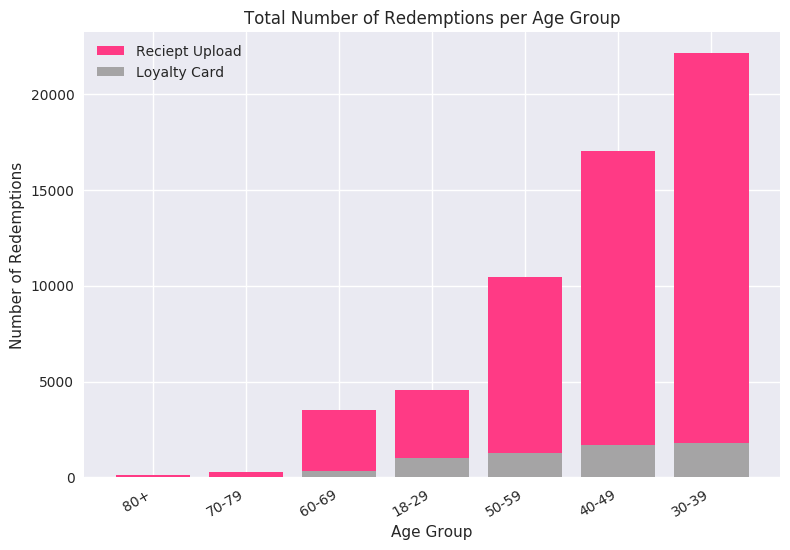 Total Number of Redemptions per Age Group
Reciept Upload
Loyalty Card
20000
15000
10000
5000
0
Number of Redemptions
80+
70-79
60-69
18-29
50-59
40-49
30-39
Age Group